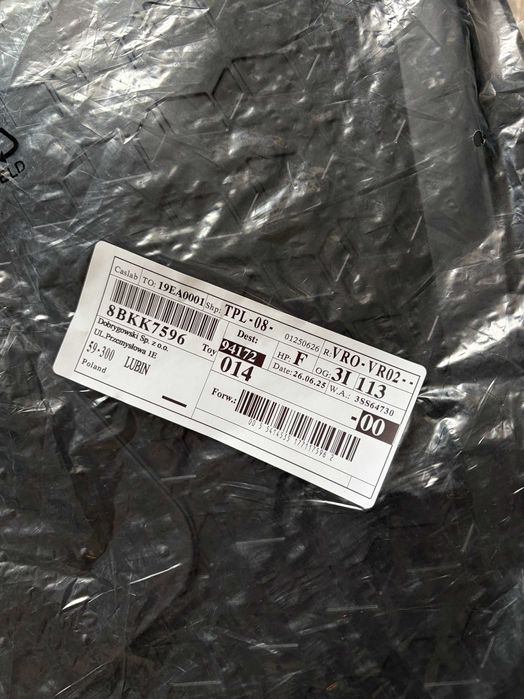 ELD
Caslab TO: 19EA0001 Shp: TPL-08- 01250626 R: VRO-VR02--
8BKK7596
Dobrygowski Sp. z o.o.
UL.Przemysłowa 1E
59-300 LUBIN
Poland
Toy
Dest:
94172
014
HP: F OG: 3I 113
Date: 26.06.25 W.A.: 3SS64730
-00
Forw.: